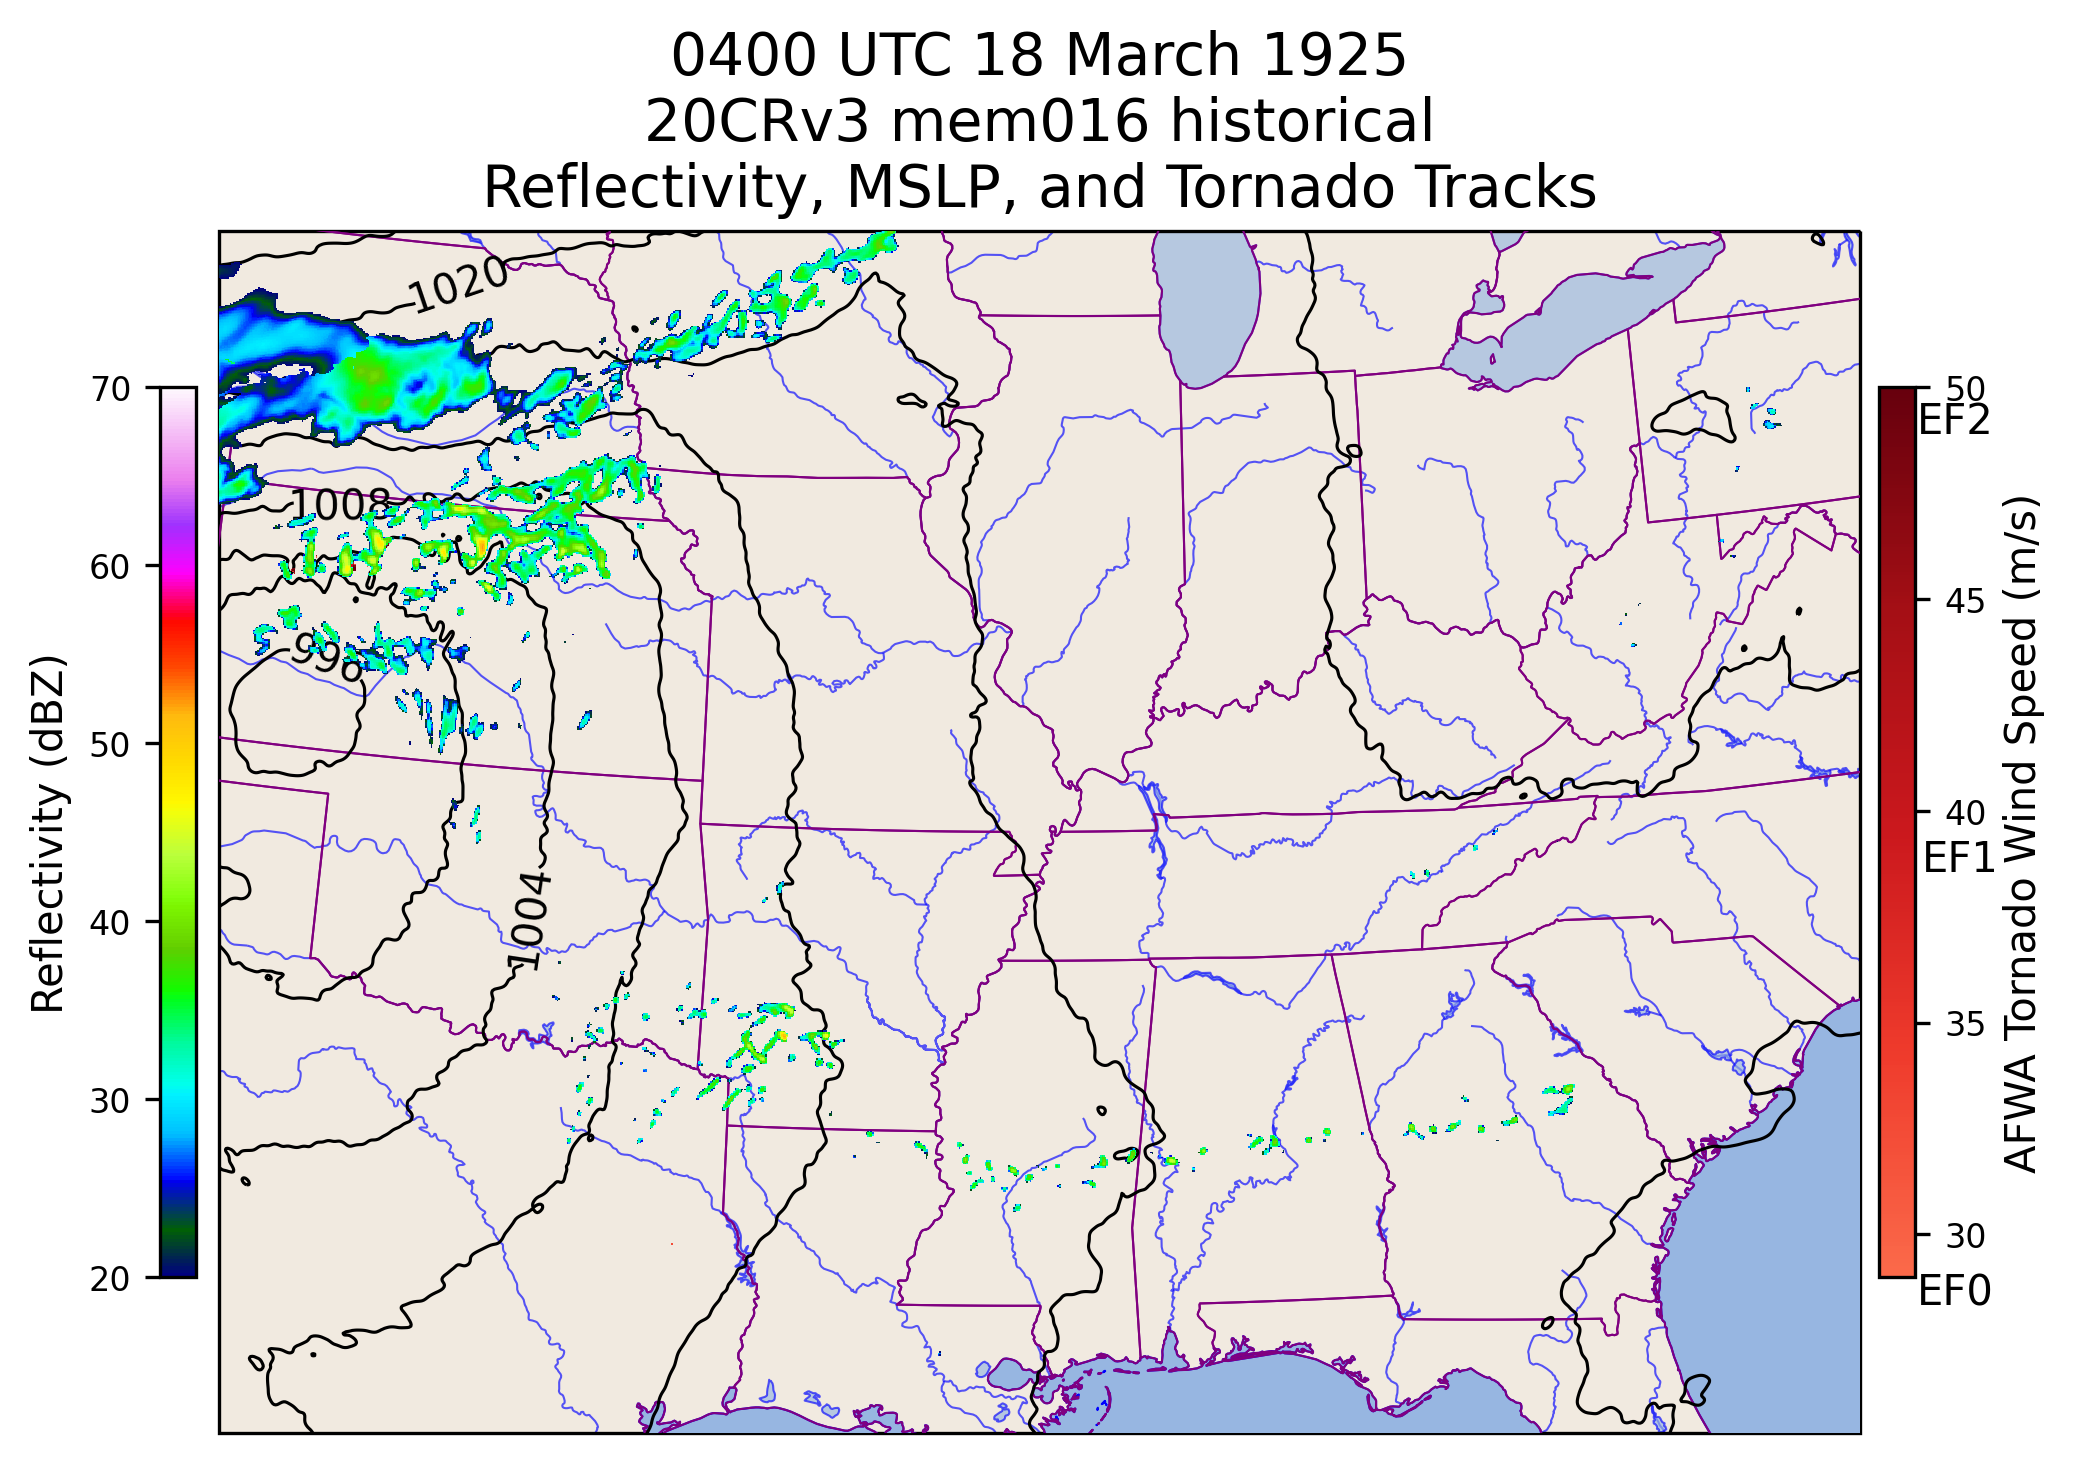 0400 UTC 18 March 1925
20CRv3 mem016 historical
Reflectivity, MSLP, and Tornado Tracks
1020
1008
996
1004
70
60
50
40
30
20
Reflectivity (dBZ)
50
EF2
45
40
EF1
35
30
EF0
AFWA Tornado Wind Speed (m/s)